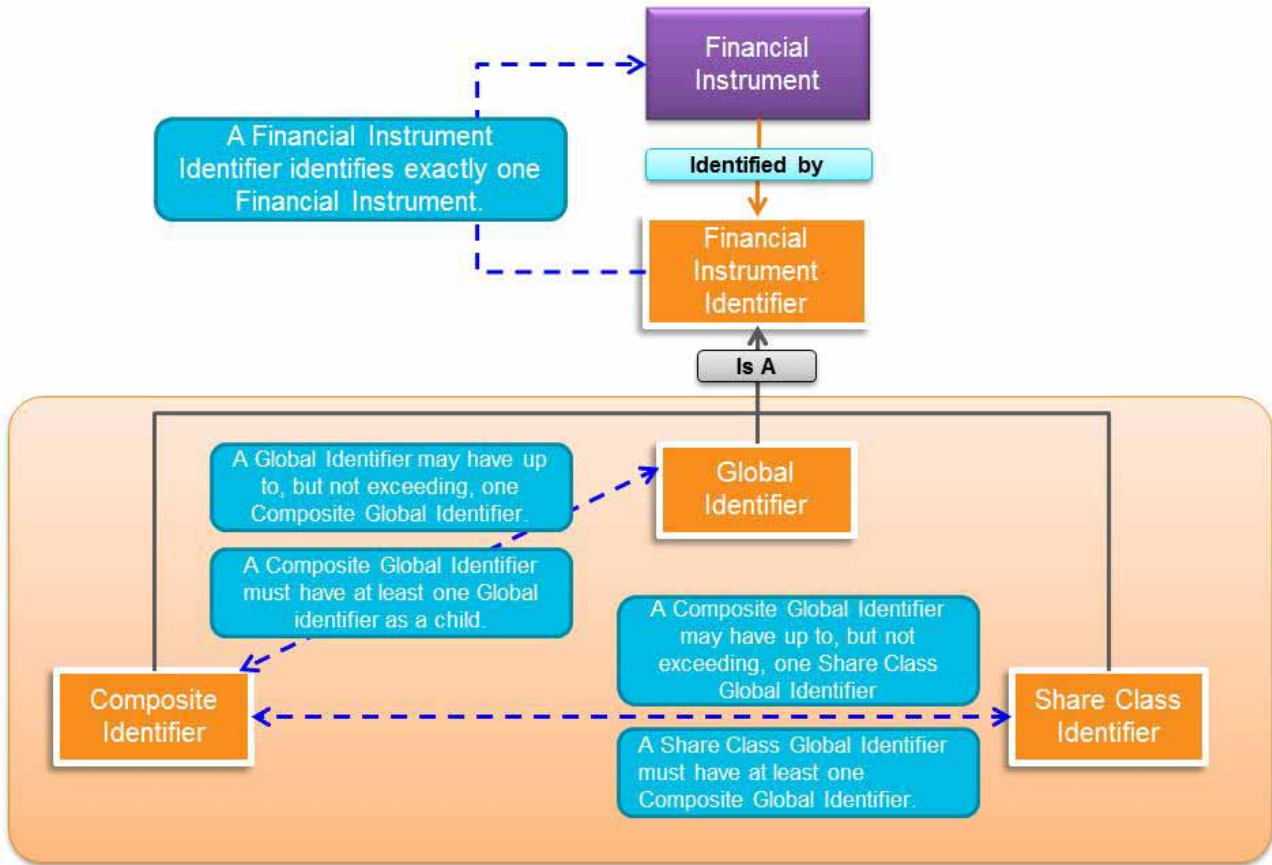 Financial
Instrument
A Financial Instrument
Identifier identifies exactly one
Financial Instrument.
Identified by
Financial
Instrument
Identifier
Is A
A Global Identifier may have up
to, but not exceeding, one
Composite Global Identifier.
Global
Identifier
A Composite Global Identifier
must have at least one Global
identifier as a child.
A Composite Global Identifier
may have up to, but not
exceeding, one Share Class
Global Identifier
Composite
Identifier
Share Class
Identifier
A Share Class Global Identifier
must have at least one
Composite Global Identifier.